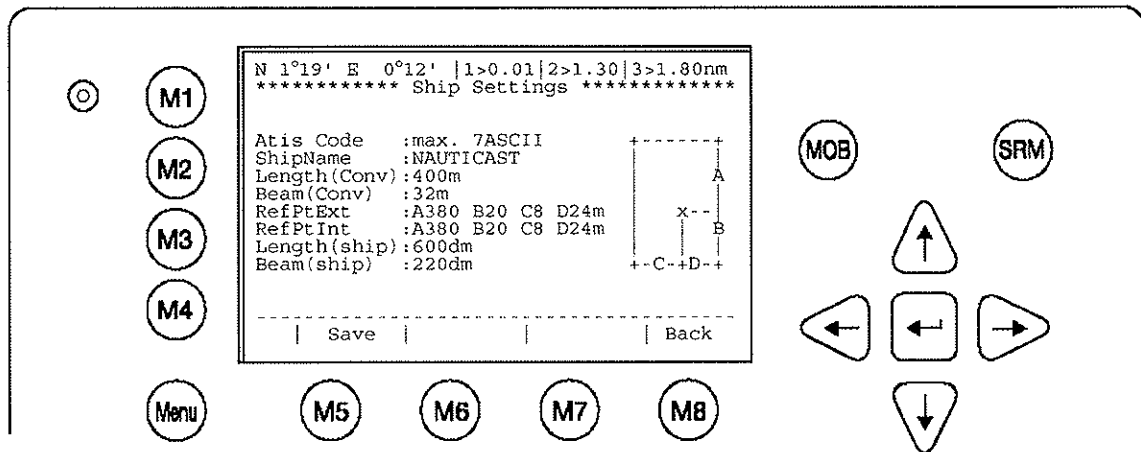 N 1°19' E 0°12' |1>0.01|2>1.30|3>1.80nm
************ Ship Settings *************
Atis Code :max. 7ASCII
ShipName :NAUTICAST
Length(Conv):400m
Beam(Conv) :32m
RefPtExt :A380 B20 C8 D24m
RefPtInt :A380 B20 C8 D24m
Length(ship):600dm
Beam(ship) :220dm
A
x
B
C
D
Save
Back
M1
M2
M3
M4
Menu
M5
M6
M7
M8
MOB
SRM